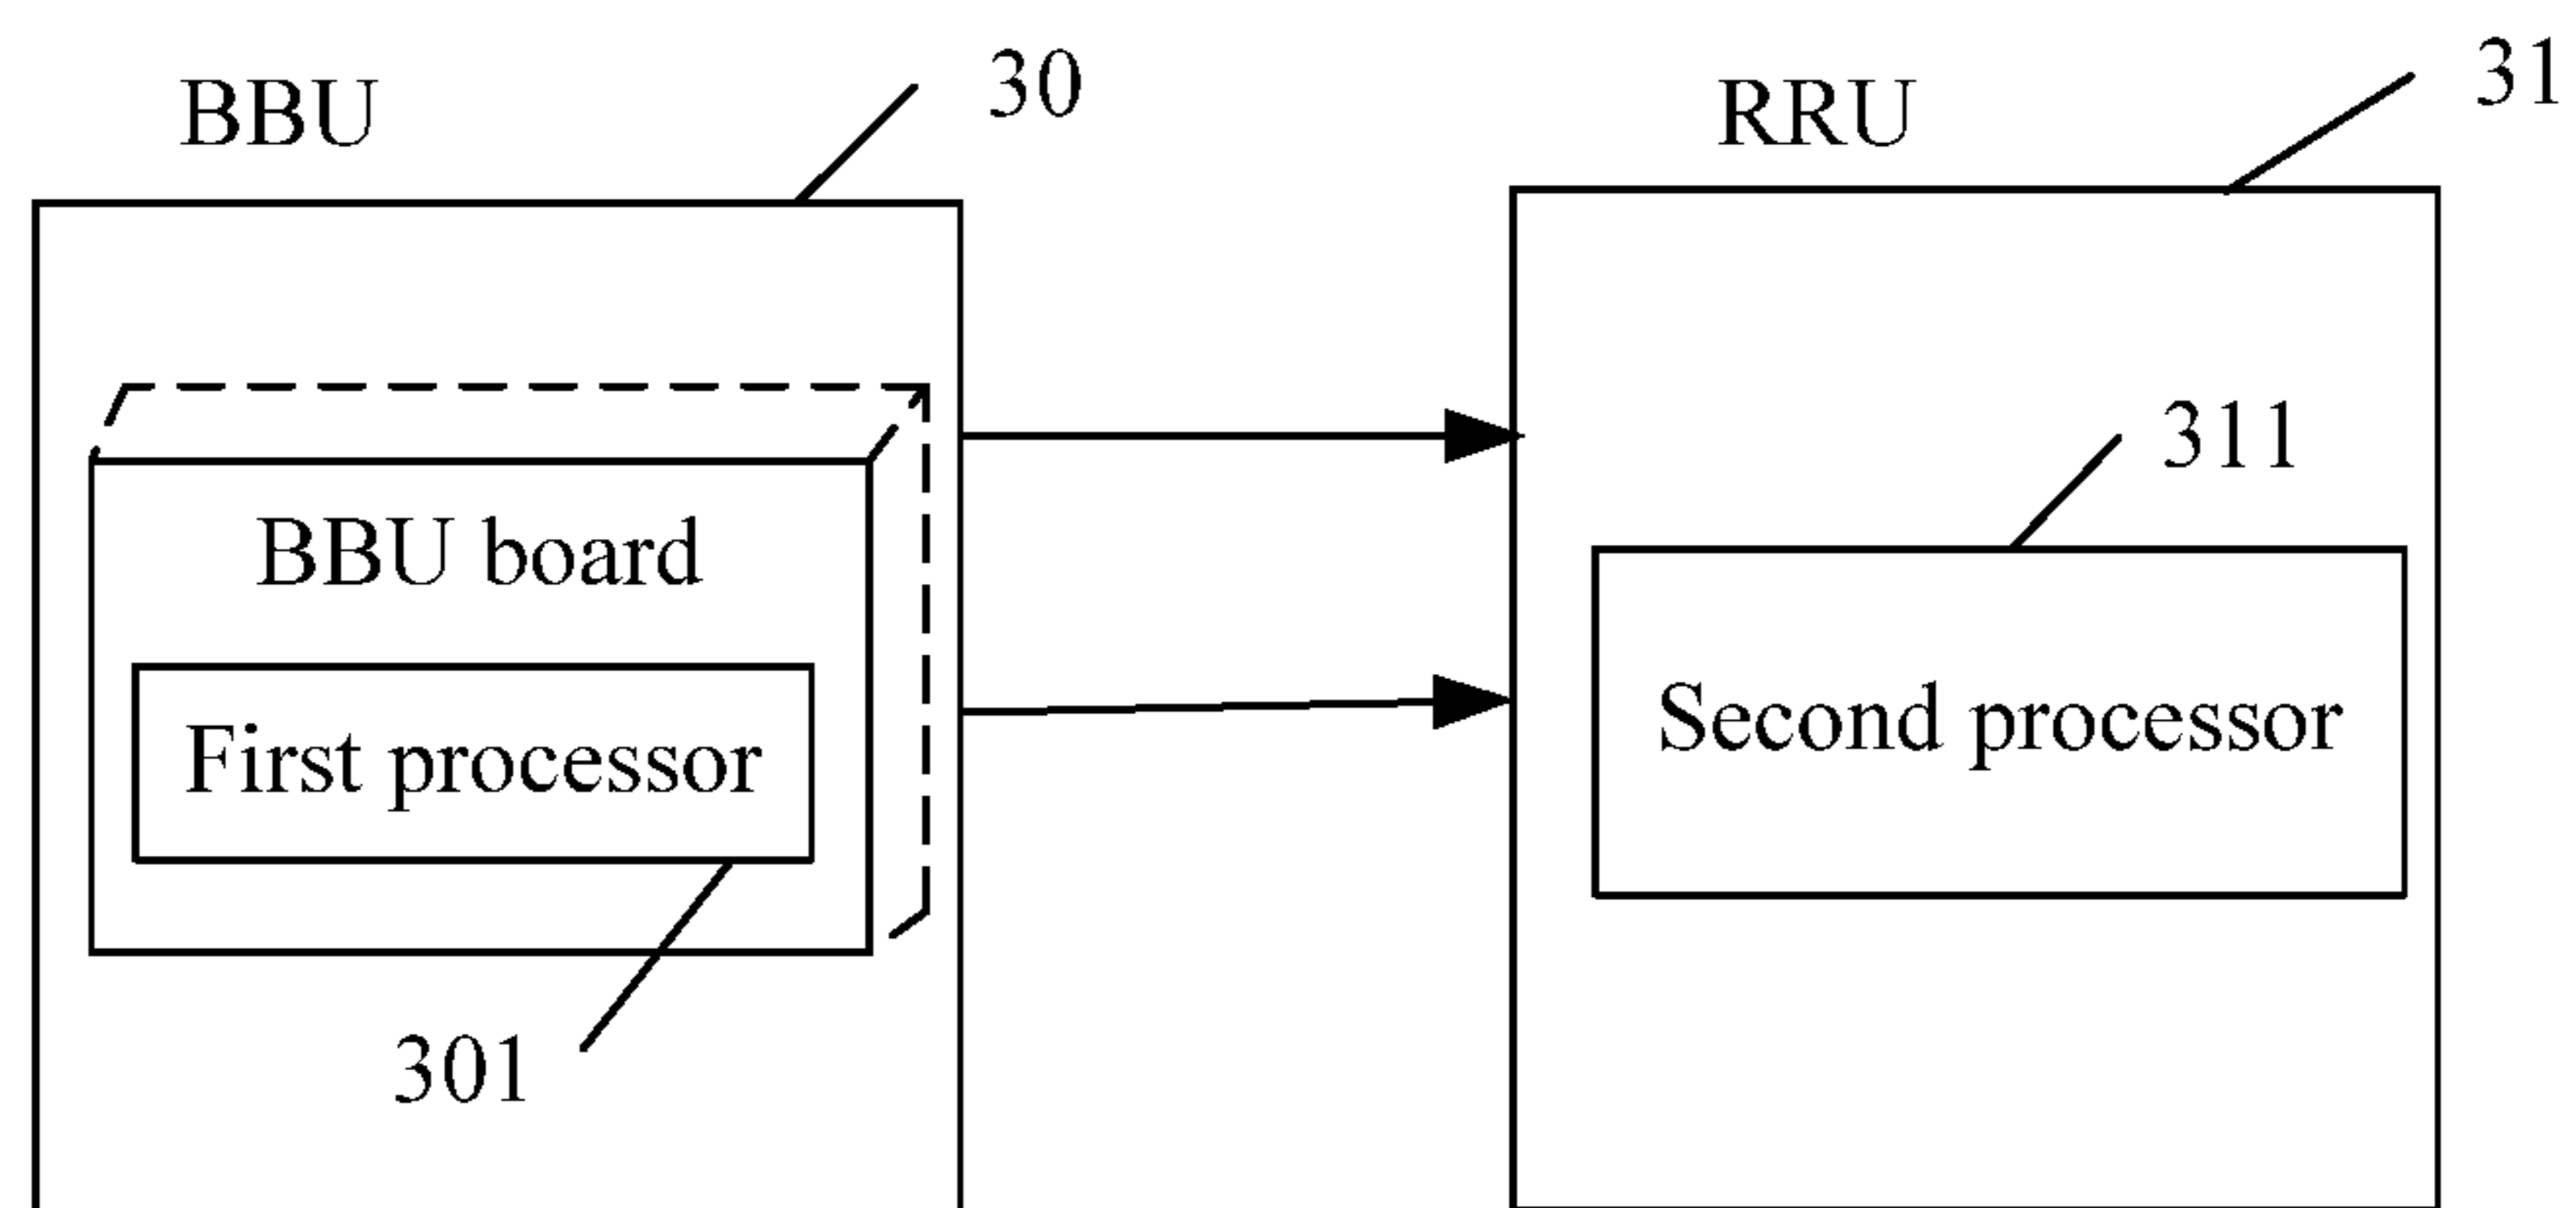 BBU
30
RRU
31
311
BBU board
First processor
Second processor
301